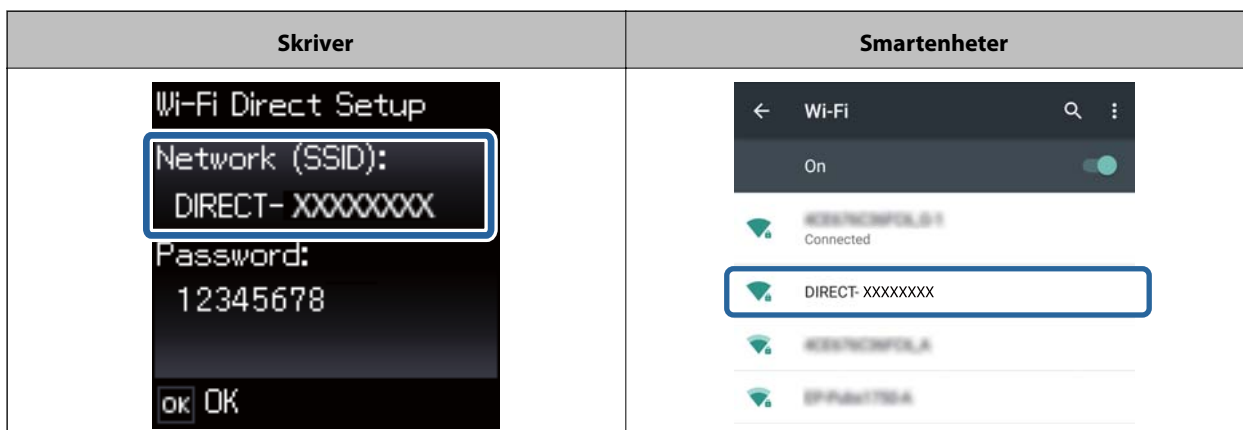 Skriver
Smartenheter
Wi-Fi Direct Setup
Network (SSID):
DIRECT- XXXXXXXX
Password:
12345678
OK OK
Wi-Fi
On
Connected
DIRECT- XXXXXXXX